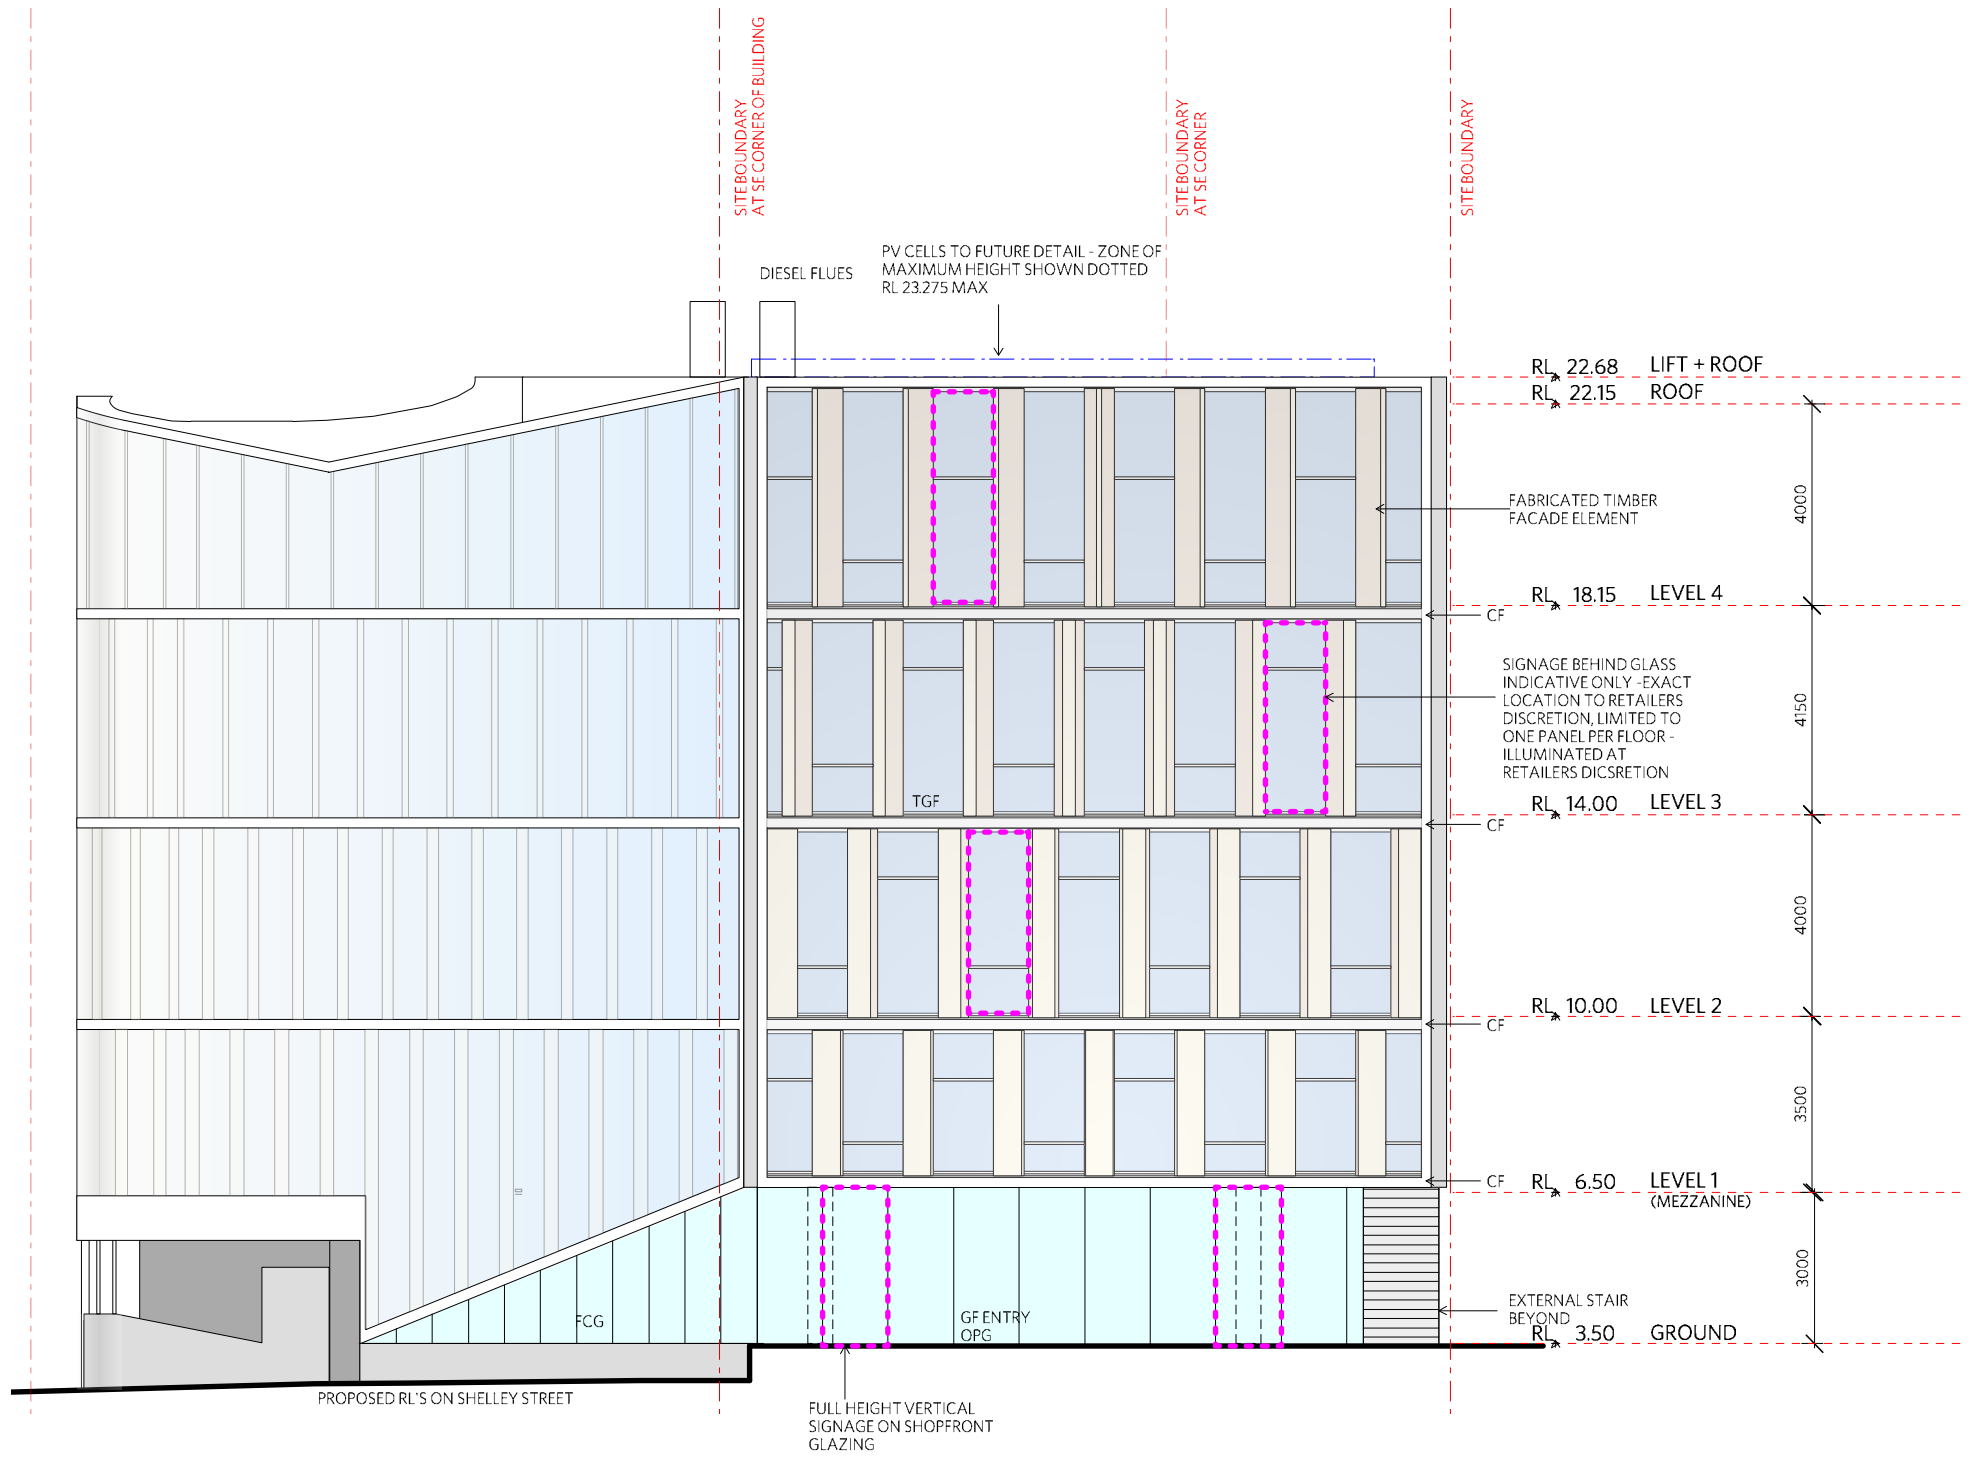 SITE BOUNDARY
AT SE CORNER OF BUILDING
SITE BOUNDARY
AT SE CORNER
SITE BOUNDARY
DIESEL FLUES
PV CELLS TO FUTURE DETAIL - ZONE OF
MAXIMUM HEIGHT SHOWN DOTTED
RL 23.275 MAX
RL 22.68 LIFT + ROOF
RL 22.15 ROOF
4000
FABRICATED TIMBER
FACADE ELEMENT
RL 18.15 LEVEL 4
CF
SIGNAGE BEHIND GLASS
INDICATIVE ONLY -EXACT
LOCATION TO RETAILERS
DISCRETION, LIMITED TO
ONE PANEL PER FLOOR -
ILLUMINATED AT
RETAILERS DICSRETION
4150
TGF
RL 14.00 LEVEL 3
CF
4000
RL 10.00 LEVEL 2
CF
3500
CF
RL 6.50 LEVEL 1
(MEZZANINE)
3000
EXTERNAL STAIR
BEYOND
FCG
GF ENTRY
OPG
RL 3.50 GROUND
PROPOSED RL'S ON SHELLEY STREET
FULL HEIGHT VERTICAL
SIGNAGE ON SHOPFRONT
GLAZING